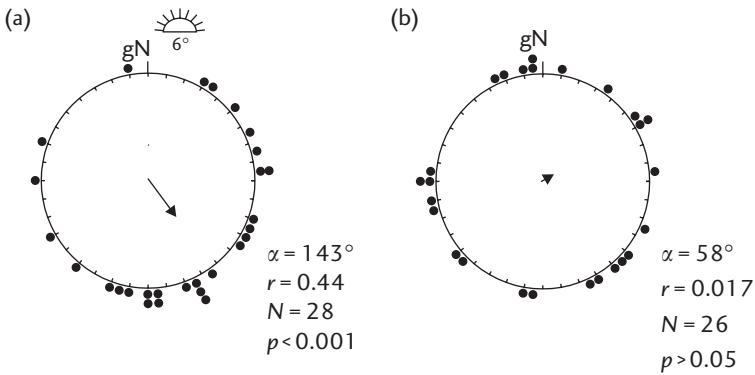 (a)
6°
gN
α = 143°
r = 0.44
N = 28
p < 0.001
(b)
gN
α = 58°
r = 0.017
N = 26
p > 0.05